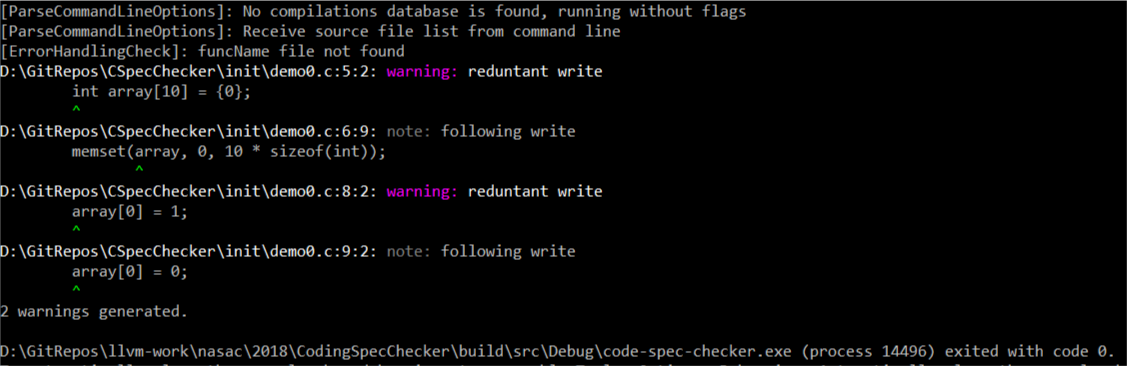 [ParseCommandLineOptions]: No compilations database is found, running without flags
[ParseCommandLineOptions]: Receive source file list from command line
[ErrorHandlingCheck]: funcName file not found
D:\GitRepos\CSpecChecker\init\demo0.c:5:2: warning: reduntant write
        int array[10] = {0};
        ^
D:\GitRepos\CSpecChecker\init\demo0.c:6:9: note: following write
        memset(array, 0, 10 * sizeof(int));
               ^
D:\GitRepos\CSpecChecker\init\demo0.c:8:2: warning: reduntant write
        array[0] = 1;
        ^
D:\GitRepos\CSpecChecker\init\demo0.c:9:2: note: following write
        array[0] = 0;
        ^
2 warnings generated.
D:\GitRepos\llvm-work\nasac\2018\CodingSpecChecker\build\src\Debug\code-spec-checker.exe (process 14496) exited with code 0.